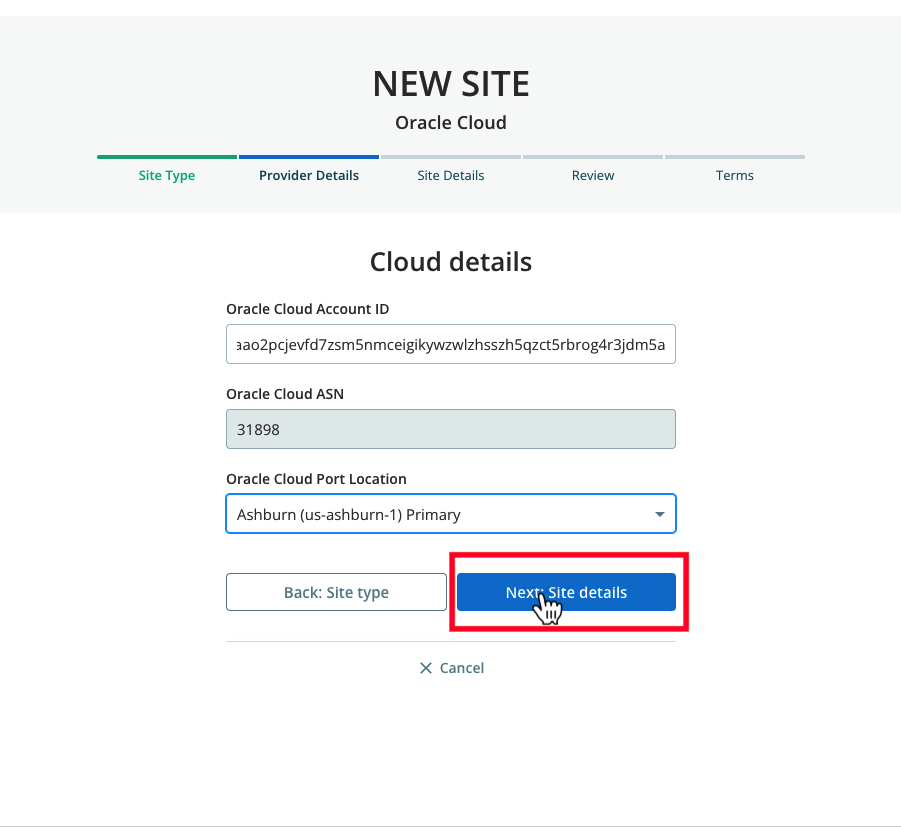 NEW SITE
Oracle Cloud
Site Type
Provider Details
Site Details
Review
Terms
Cloud details
Oracle Cloud Account ID
aao2pcjevfd7zsm5nmceigikywzwlzhsszh5qzct5rbrog4r3jdm5a
Oracle Cloud ASN
31898
Oracle Cloud Port Location
Ashburn (us-ashburn-1) Primary
Back: Site type
Next: Site details
Cancel